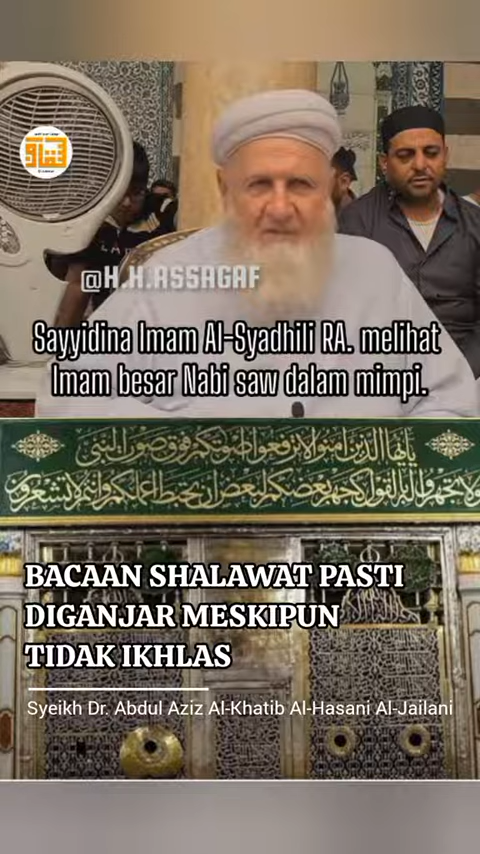 @H.H.ASSAGAF
Sayyidina Imam Al-Syadhili RA. melihat
Imam besar Nabi saw dalam mimpi.
يأيها الذين آمنوا لا ترفعوا أصواتكم فوق صوت النبي
ولا تجهروا له بالقول كجهر بعضكم لبعض أن تحبط أعمالكم وأنتم لا تشعرون
BACAAN SHALAWAT PASTI
DIGANJAR MESKIPUN
TIDAK IKHLAS
Syeikh Dr. Abdul Aziz Al-Khatib Al-Hasani Al-Jailani